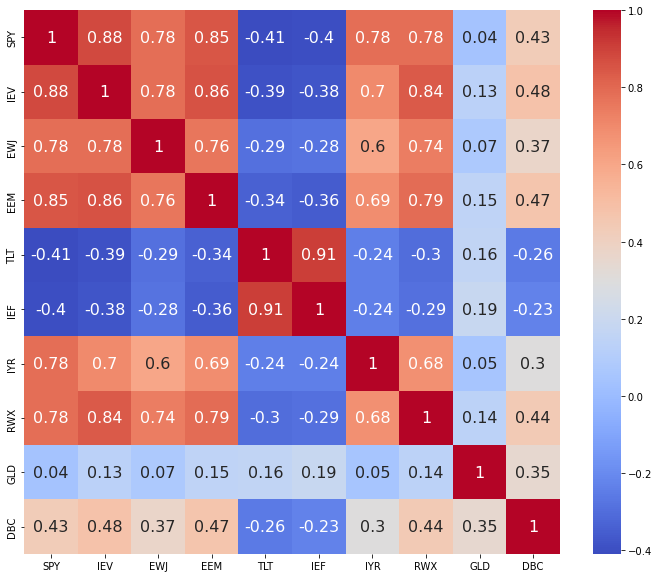 SPY 1 0.88 0.78 0.85 -0.41 -0.4 0.78 0.78 0.04 0.43
IEV 0.88 1 0.78 0.86 -0.39 -0.38 0.7 0.84 0.13 0.48
EWJ 0.78 0.78 1 0.76 -0.29 -0.28 0.6 0.74 0.07 0.37
EEM 0.85 0.86 0.76 1 -0.34 -0.36 0.69 0.79 0.15 0.47
TLT -0.41 -0.39 -0.29 -0.34 1 0.91 -0.24 -0.3 0.16 -0.26
IEF -0.4 -0.38 -0.28 -0.36 0.91 1 -0.24 -0.29 0.19 -0.23
IYR 0.78 0.7 0.6 0.69 -0.24 -0.24 1 0.68 0.05 0.3
RWX 0.78 0.84 0.74 0.79 -0.3 -0.29 0.68 1 0.14 0.44
GLD 0.04 0.13 0.07 0.15 0.16 0.19 0.05 0.14 1 0.35
DBC 0.43 0.48 0.37 0.47 -0.26 -0.23 0.3 0.44 0.35 1
SPY IEV EWJ EEM TLT IEF IYR RWX GLD DBC
1.0
0.8
0.6
0.4
0.2
0.0
−0.2
−0.4